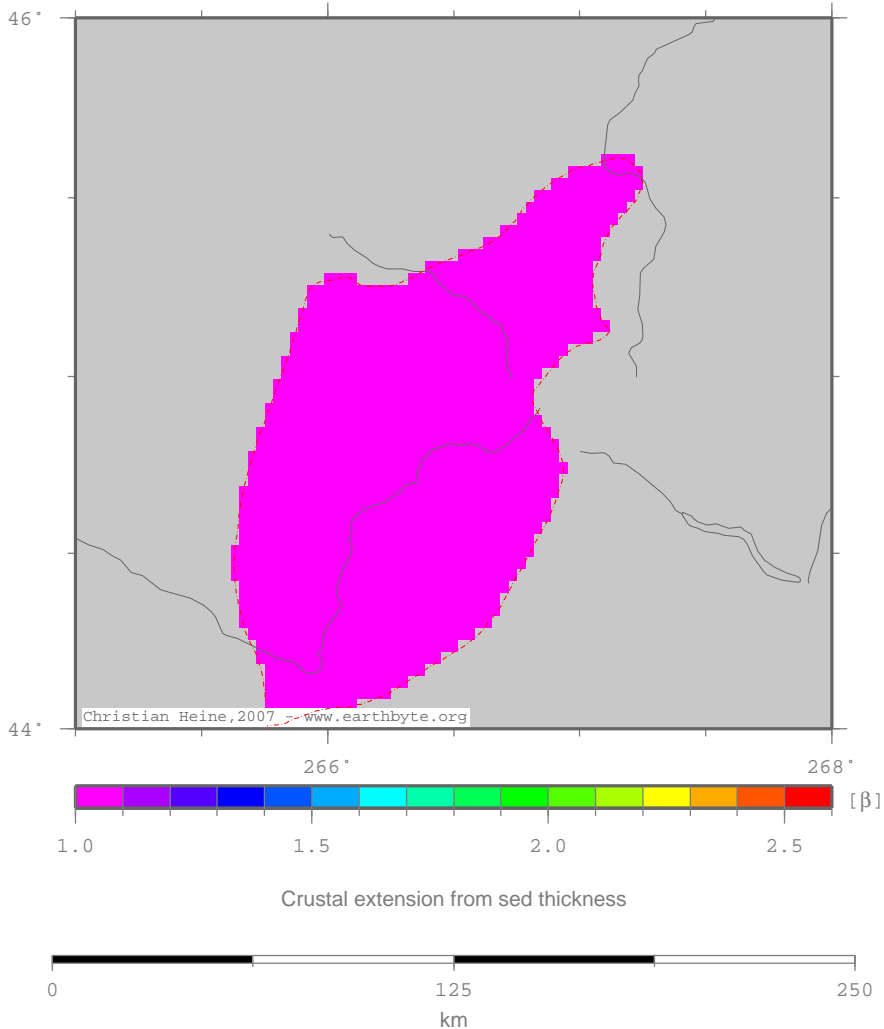 46°
44°
Christian Heine,2007 - www.earthbyte.org
266° 268°
[β]
1.0 1.5 2.0 2.5
Crustal extension from sed thickness
0 125 250
km